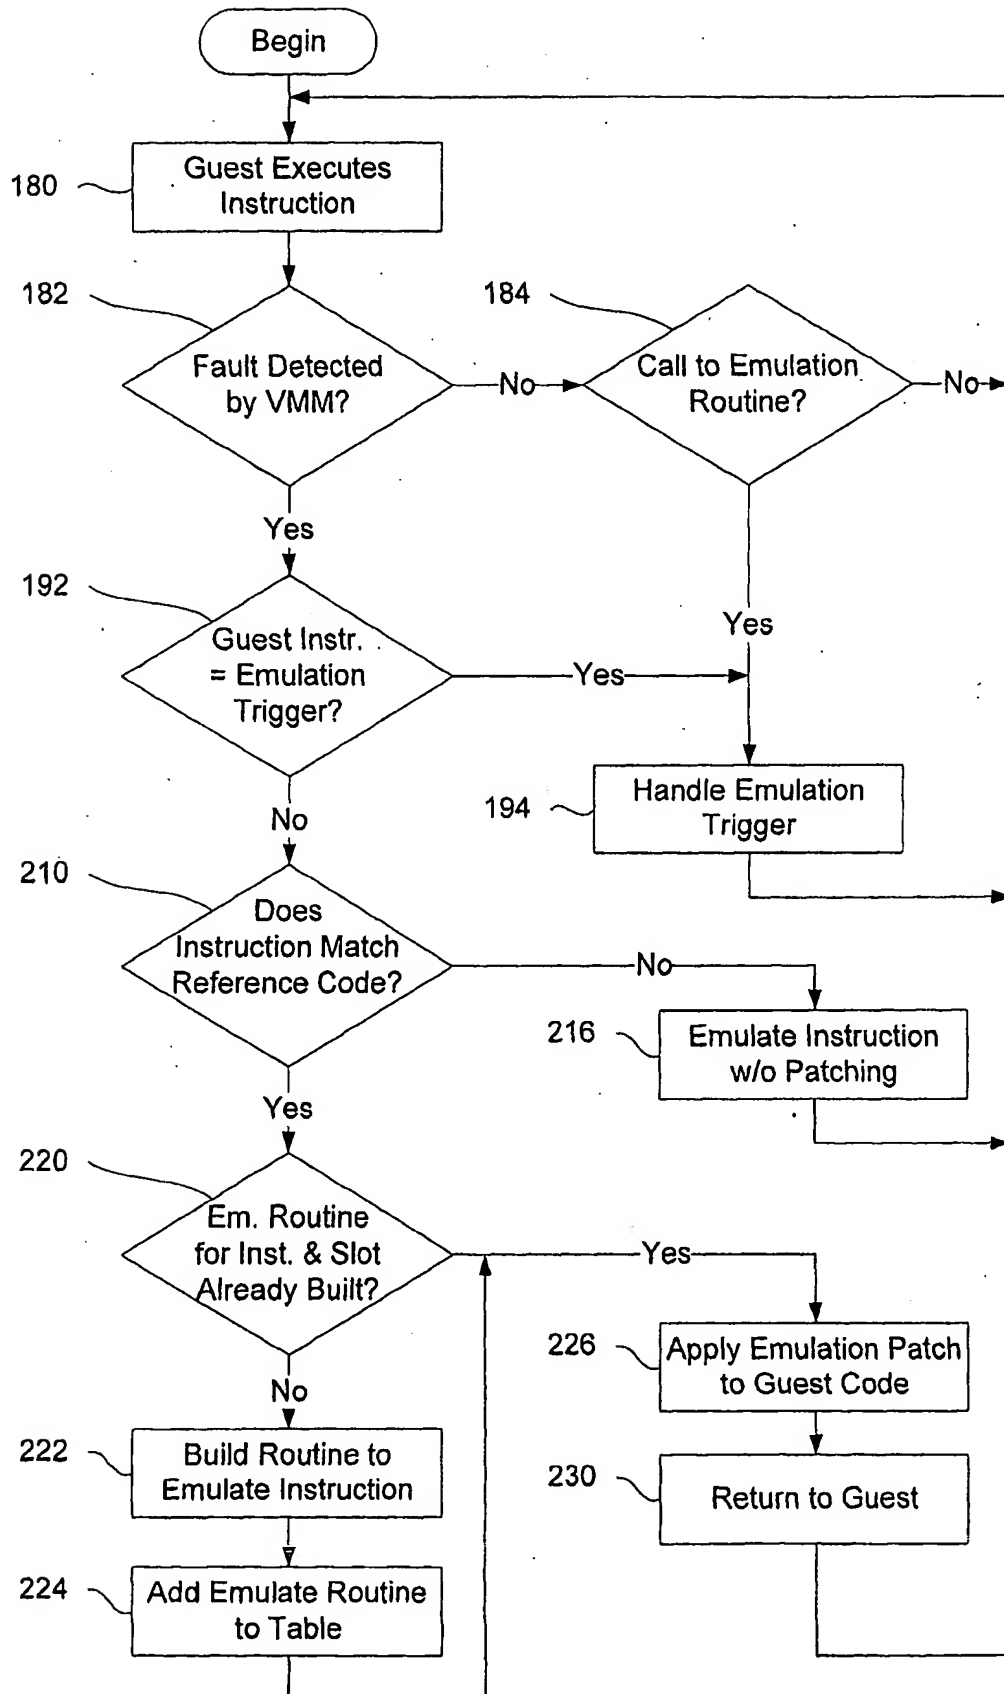 Begin
180
Guest Executes
Instruction
182
Fault Detected
by VMM?
No
184
Call to Emulation
Routine?
No
Yes
Yes
192
Guest Instr.
= Emulation
Trigger?
Yes
194
Handle Emulation
Trigger
No
210
Does
Instruction Match
Reference Code?
No
216
Emulate Instruction
w/o Patching
Yes
220
Em. Routine
for Inst. & Slot
Already Built?
Yes
226
Apply Emulation Patch
to Guest Code
No
222
Build Routine to
Emulate Instruction
230
Return to Guest
224
Add Emulate Routine
to Table